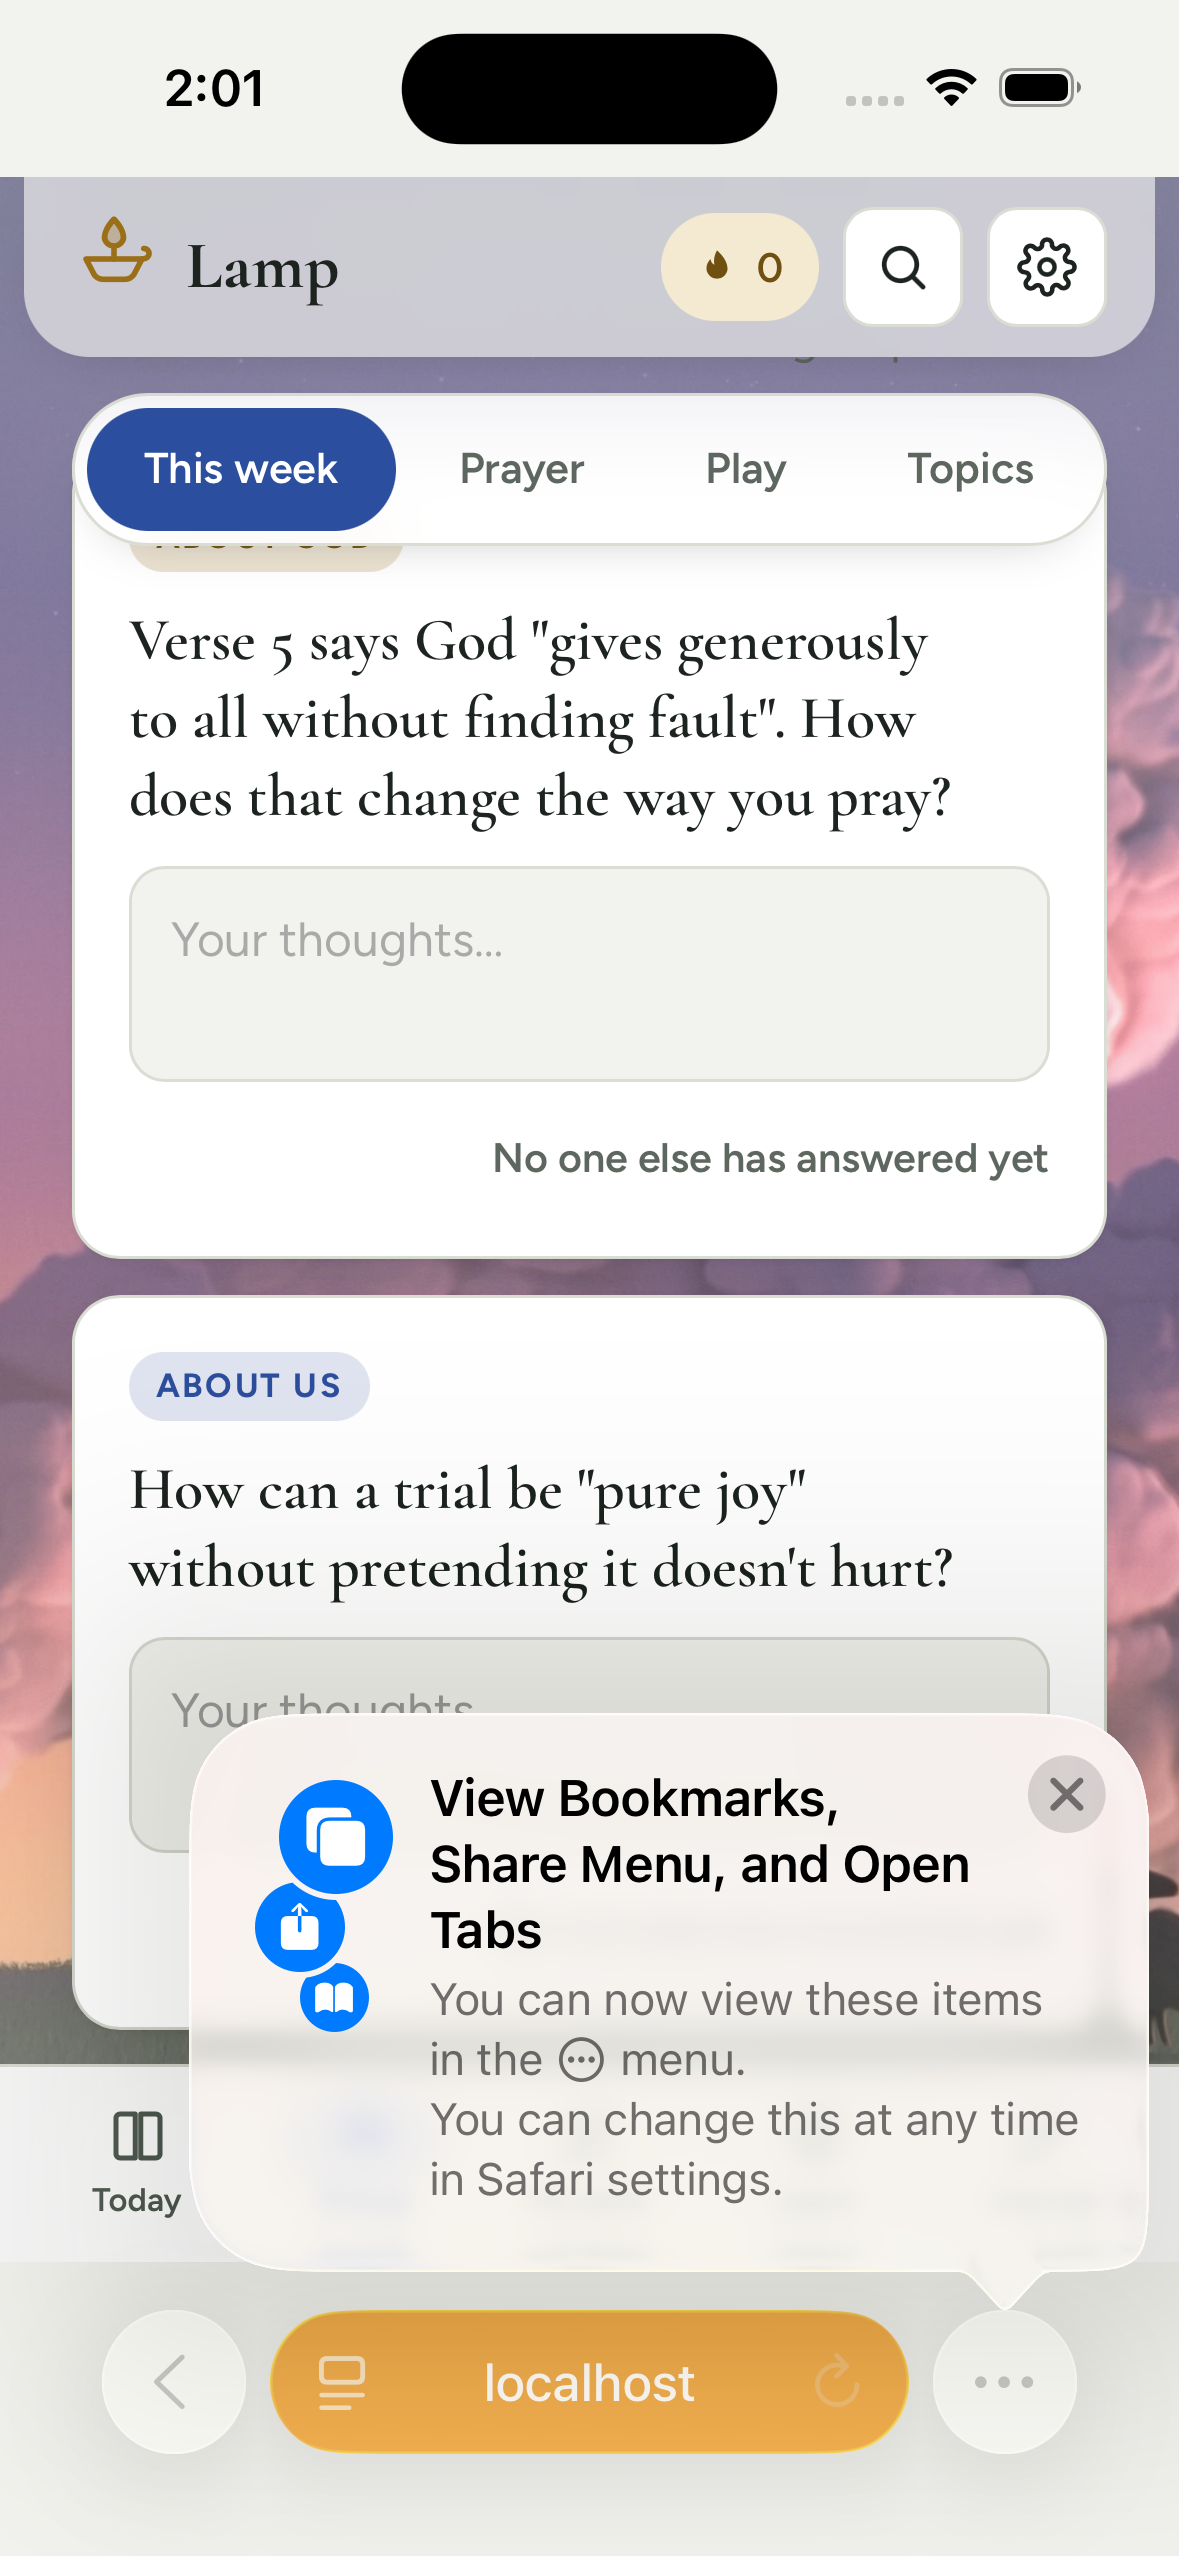 2:01
Lamp
0
This week
Prayer
Play
Topics
ABOUT GOD
Verse 5 says God "gives generously
to all without finding fault". How
does that change the way you pray?
Your thoughts...
No one else has answered yet
ABOUT US
How can a trial be "pure joy"
without pretending it doesn't hurt?
Your thoughts
View Bookmarks,
Share Menu, and Open
Tabs
You can now view these items
in the menu.
You can change this at any time
in Safari settings.
Today
localhost